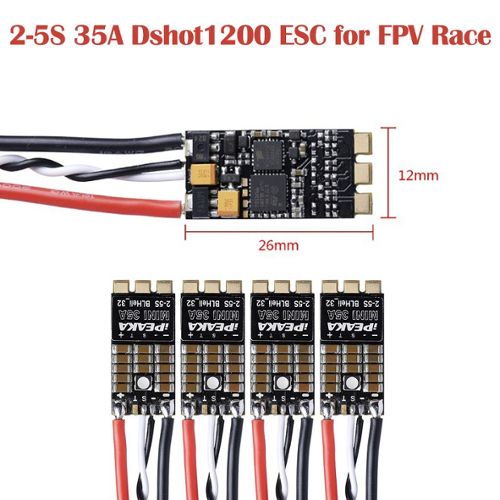 2-5S 35A Dshot1200 ESC for FPV Race
12mm
26mm
2-5S BLHeli_32
iPEAKA
MINI 35A
+ S T -
2-5S BLHeli_32
iPEAKA
MINI 35A
+ S T -
2-5S BLHeli_32
iPEAKA
MINI 35A
+ S T -
2-5S BLHeli_32
iPEAKA
MINI 35A
+ S T -